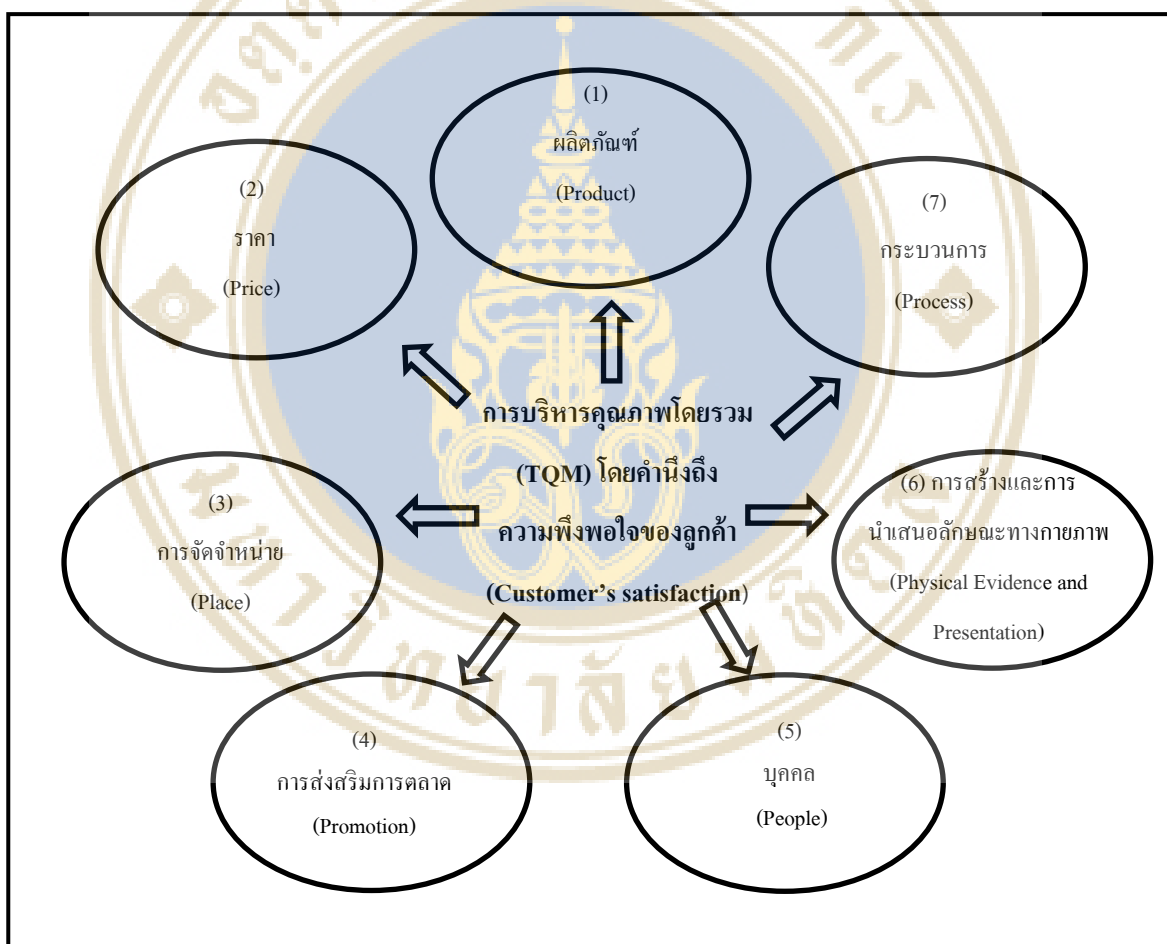 (1)
ผลิตภัณฑ์
(Product)
(2)
ราคา
(Price)
(7)
กระบวนการ
(Process)
การบริหารคุณภาพโดยรวม
(TQM) โดยคำนึงถึง
ความพึงพอใจของลูกค้า
(Customer’s satisfaction)
(3)
การจัดจำหน่าย
(Place)
(6) การสร้างและการ
นำเสนอลักษณะทางกายภาพ
(Physical Evidence and
Presentation)
(4)
การส่งสริมการตลาด
(Promotion)
(5)
บุคคล
(People)